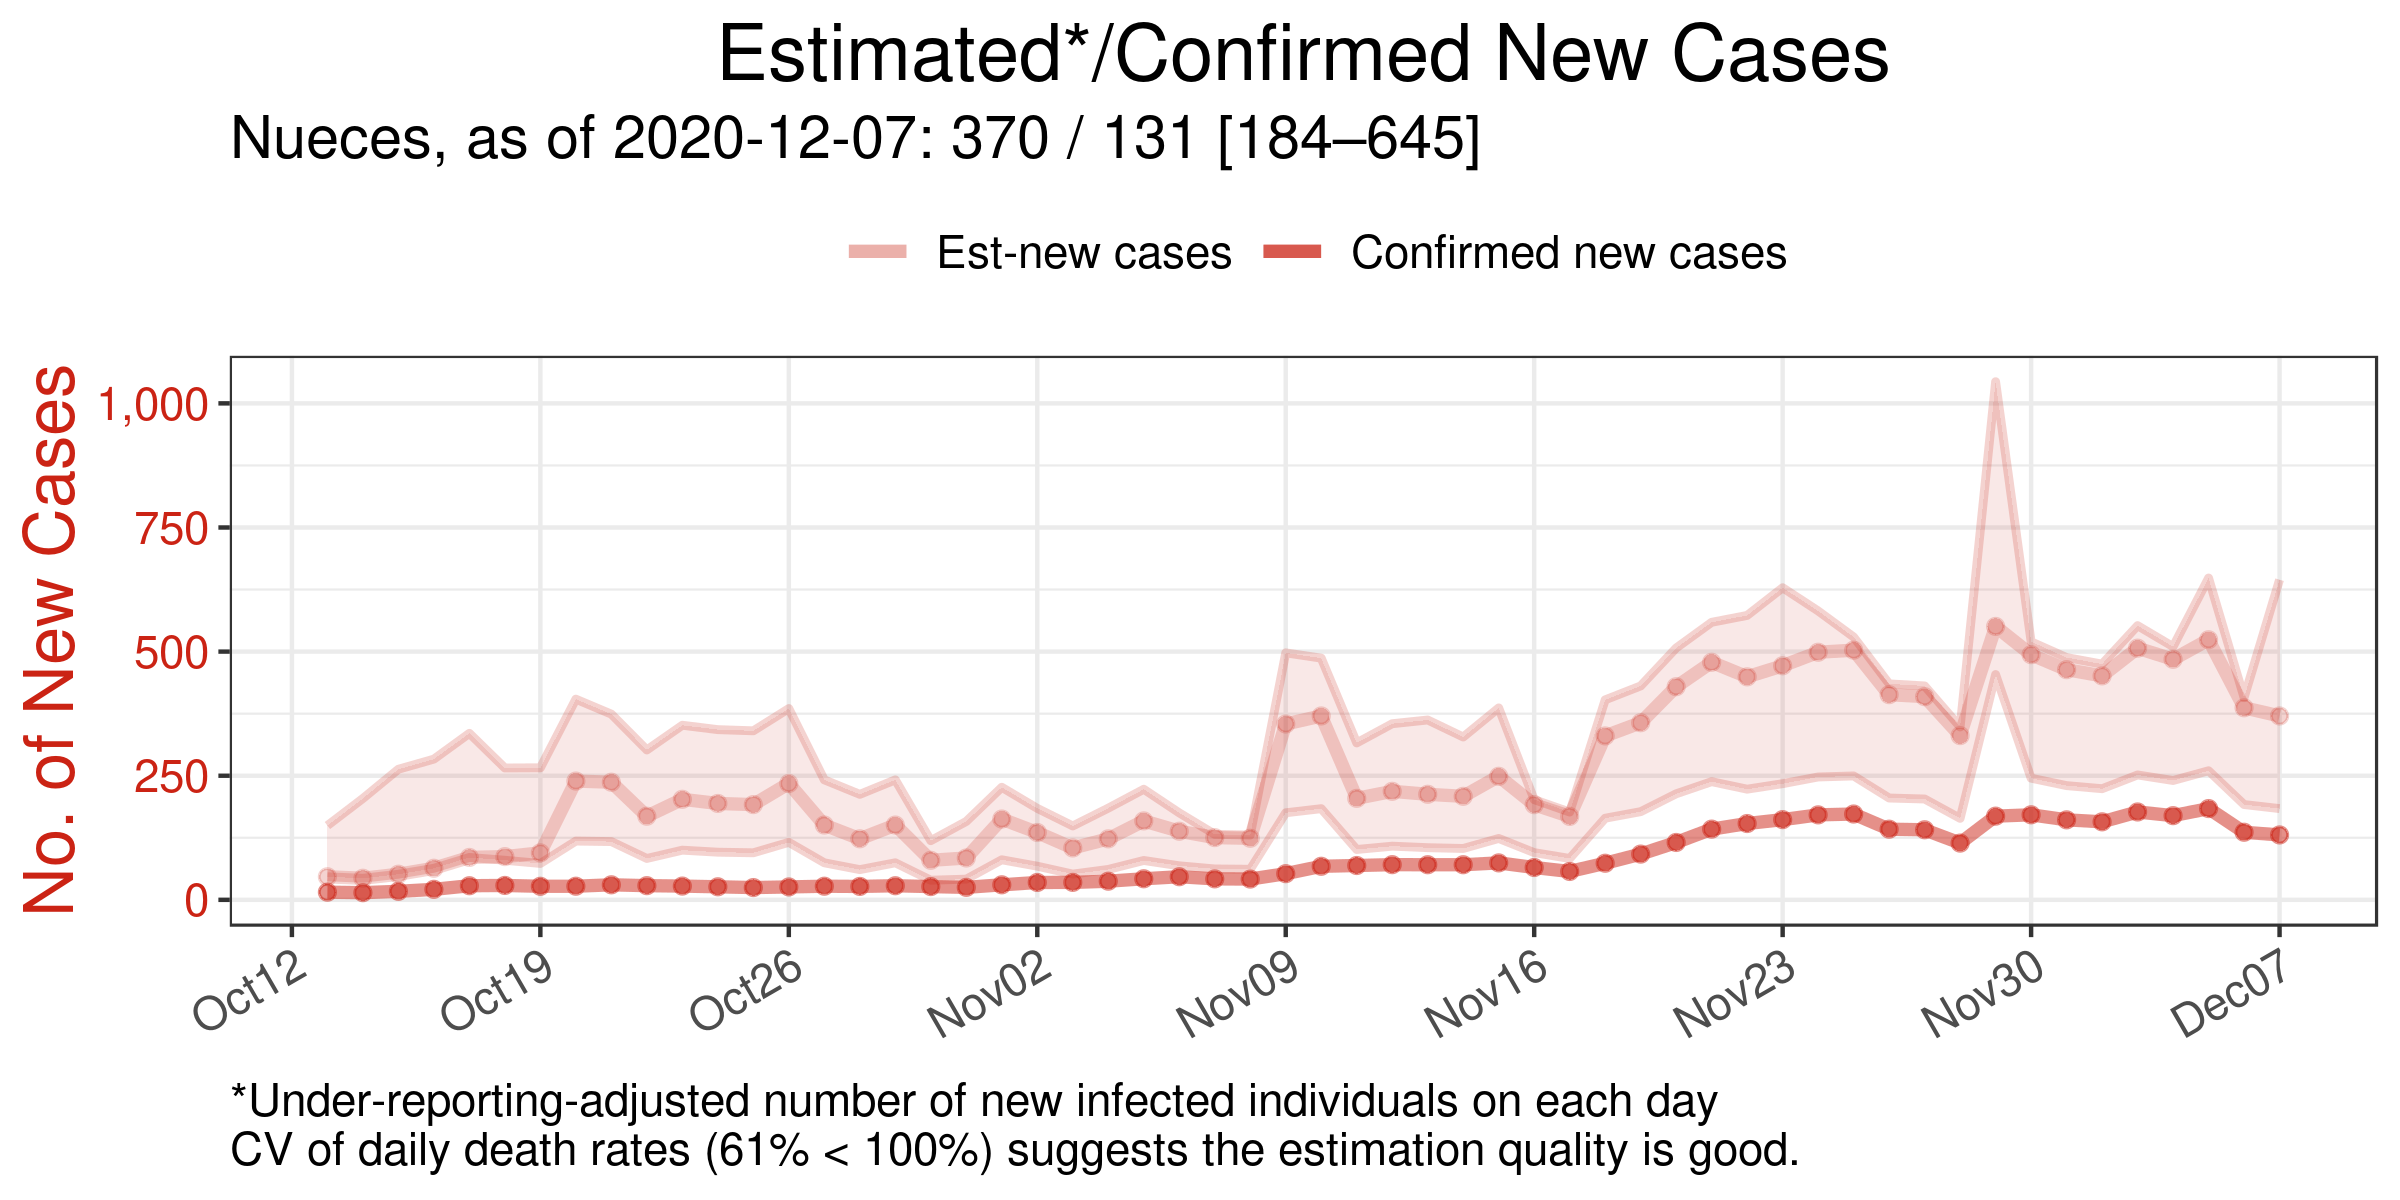 Estimated*/Confirmed New Cases
Nueces, as of 2020-12-07: 370 / 131 [184–645]
Est-new cases
Confirmed new cases
No. of New Cases
1,000
750
500
250
0
Oct12
Oct19
Oct26
Nov02
Nov09
Nov16
Nov23
Nov30
Dec07
*Under-reporting-adjusted number of new infected individuals on each day
CV of daily death rates (61% < 100%) suggests the estimation quality is good.